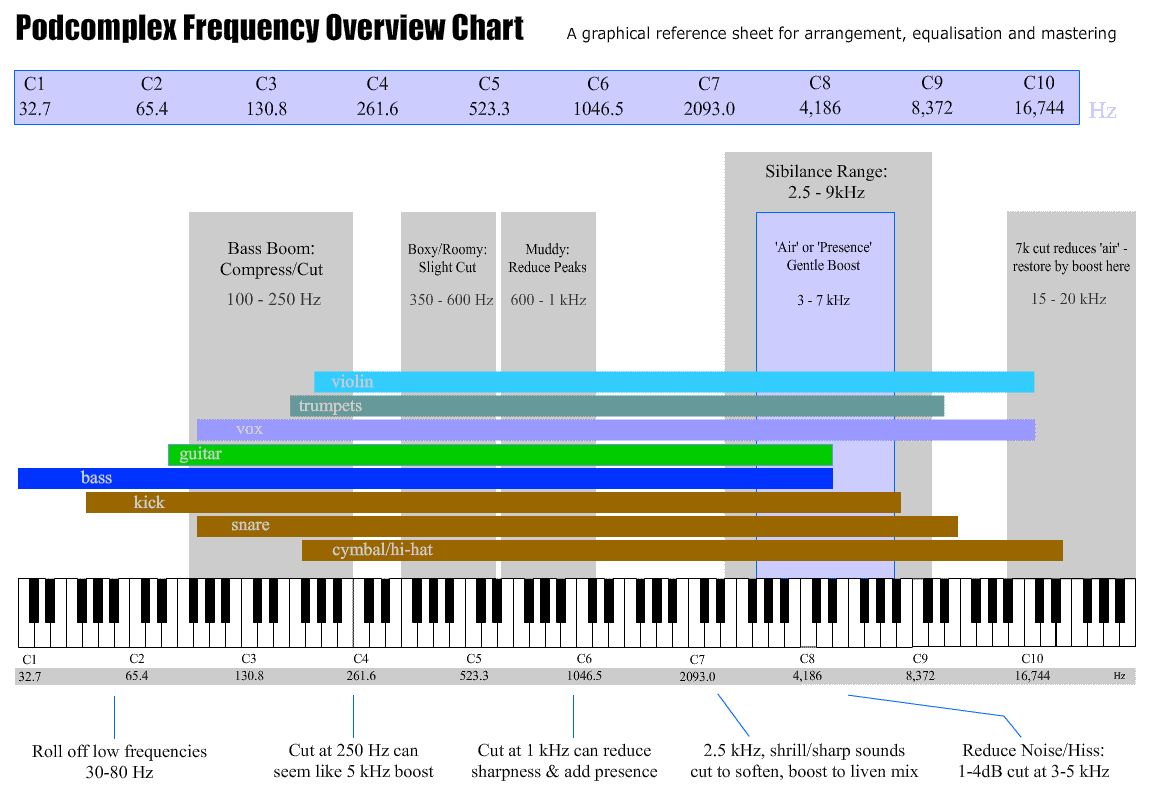 Podcomplex Frequency Overview Chart
A graphical reference sheet for arrangement, equalisation and mastering
C1 C2 C3 C4 C5 C6 C7 C8 C9 C10
32.7 65.4 130.8 261.6 523.3 1046.5 2093.0 4,186 8,372 16,744 Hz
Sibilance Range:
2.5 - 9kHz
Bass Boom:
Compress/Cut
100 - 250 Hz
Boxy/Roomy:
Slight Cut
350 - 600 Hz
Muddy:
Reduce Peaks
600 - 1 kHz
'Air' or 'Presence'
Gentle Boost
3 - 7 kHz
7k cut reduces 'air' -
restore by boost here
15 - 20 kHz
violin
trumpets
vox
guitar
bass
kick
snare
cymbal/hi-hat
C1 C2 C3 C4 C5 C6 C7 C8 C9 C10
32.7 65.4 130.8 261.6 523.3 1046.5 2093.0 4,186 8,372 16,744 Hz
Roll off low frequencies
30-80 Hz
Cut at 250 Hz can
seem like 5 kHz boost
Cut at 1 kHz can reduce
sharpness & add presence
2.5 kHz, shrill/sharp sounds
cut to soften, boost to liven mix
Reduce Noise/Hiss:
1-4dB cut at 3-5 kHz